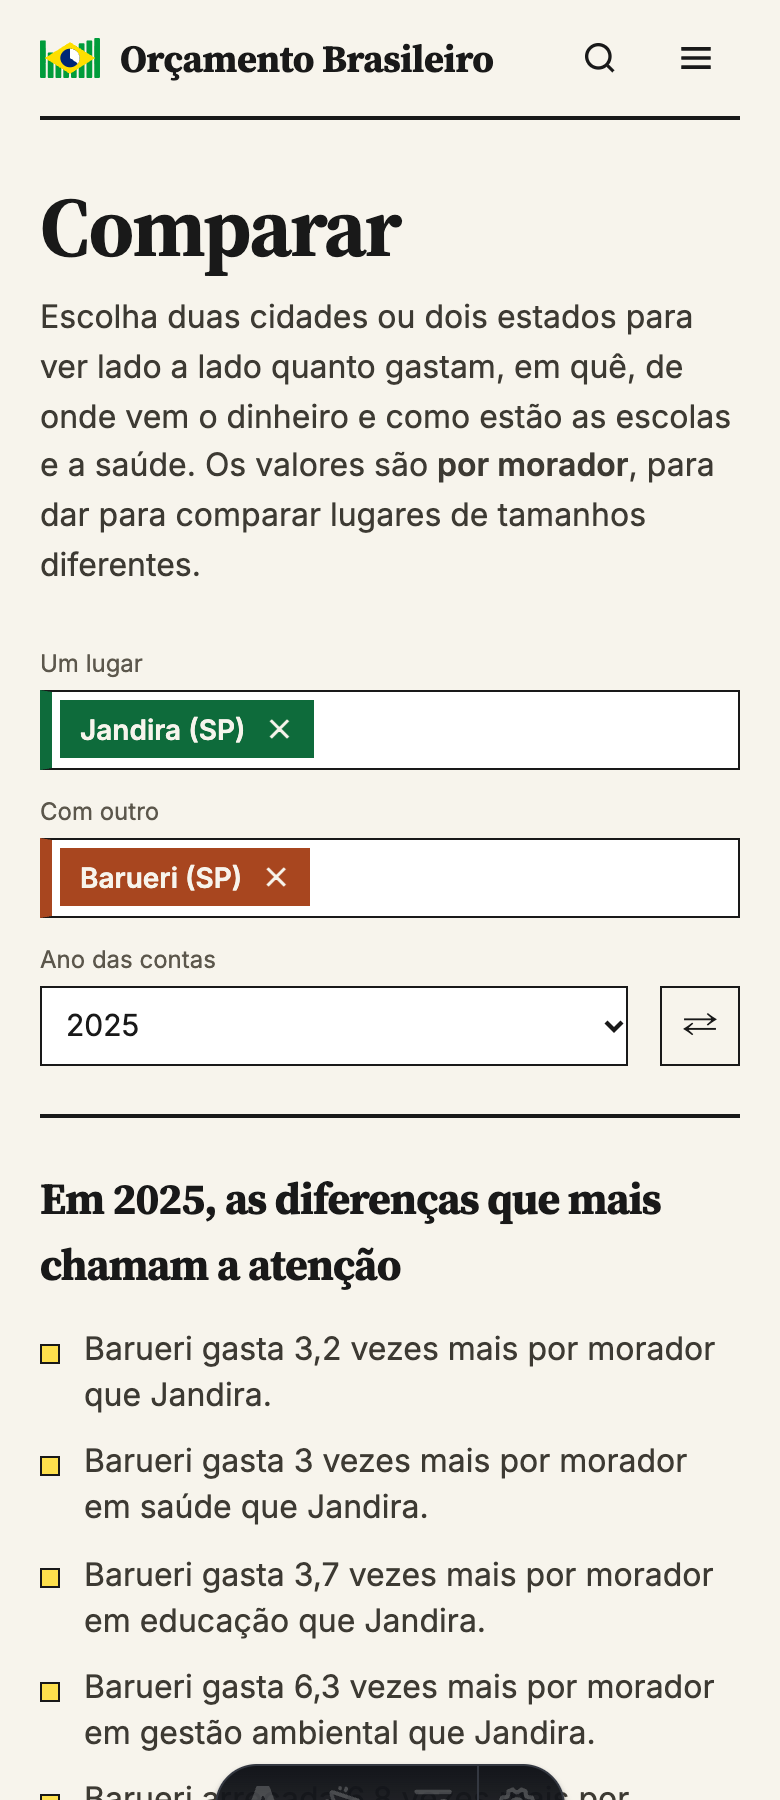 Orçamento Brasileiro
Comparar
Escolha duas cidades ou dois estados para
ver lado a lado quanto gastam, em quê, de
onde vem o dinheiro e como estão as escolas
e a saúde. Os valores são por morador, para
dar para comparar lugares de tamanhos
diferentes.
Um lugar
Jandira (SP)
Com outro
Barueri (SP)
Ano das contas
2025
Em 2025, as diferenças que mais
chamam a atenção
Barueri gasta 3,2 vezes mais por morador
que Jandira.
Barueri gasta 3 vezes mais por morador
em saúde que Jandira.
Barueri gasta 3,7 vezes mais por morador
em educação que Jandira.
Barueri gasta 6,3 vezes mais por morador
em gestão ambiental que Jandira.
Barueri por